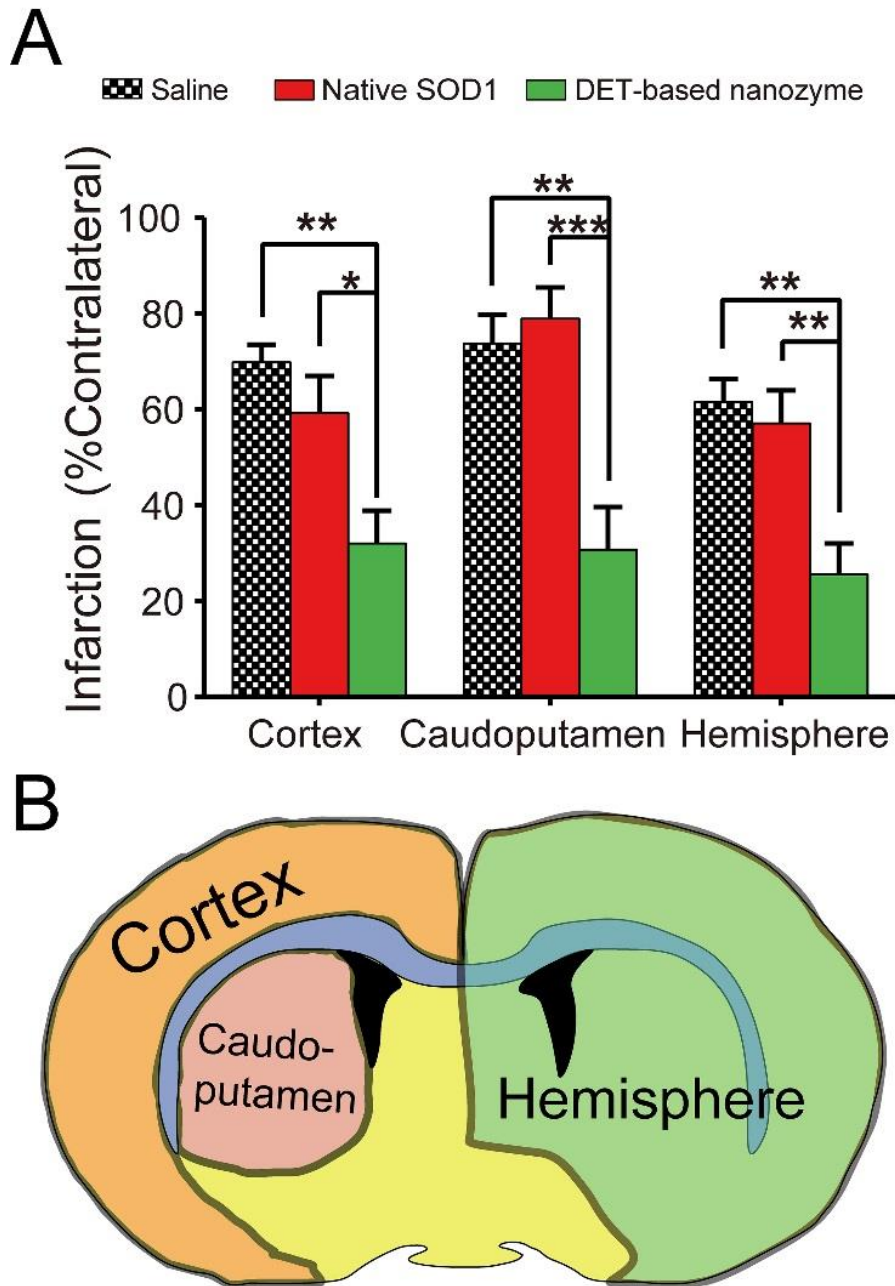 A
Saline Native SOD1 DET-based nanozyme
Infarction (%Contralateral)
100
80
60
40
20
0
** * ** *** ** **
Cortex Caudoputamen Hemisphere
B
Cortex
Caudo-
putamen
Hemisphere